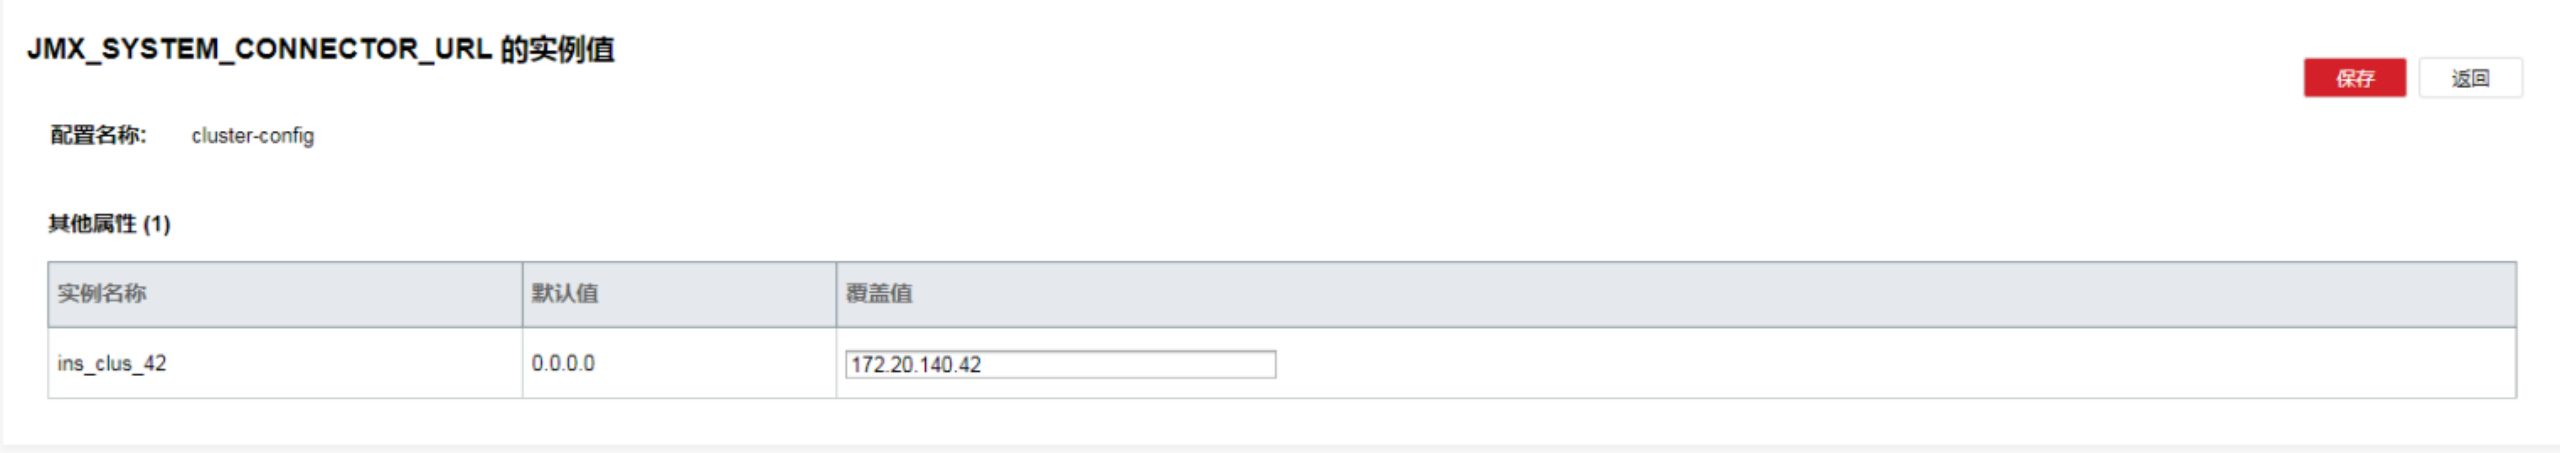 JMX_SYSTEM_CONNECTOR_URL 的实例值
保存 返回
配置名称: cluster-config
其他属性 (1)
实例名称 默认值 覆盖值
ins_clus_42 0.0.0.0 172.20.140.42